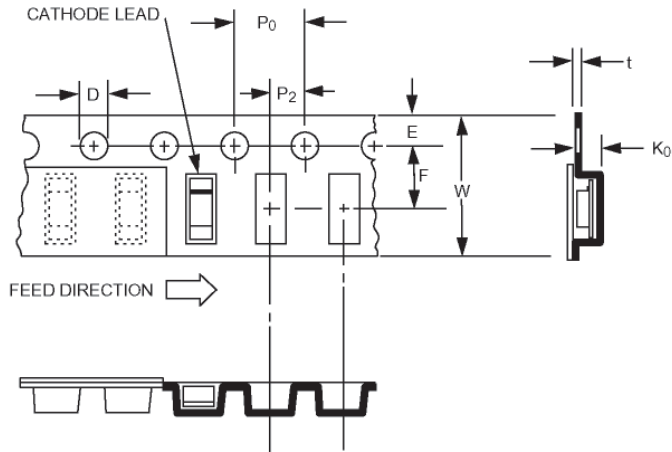 CATHODE LEAD
P0
t
D
P2
E
K0
F
W
FEED DIRECTION